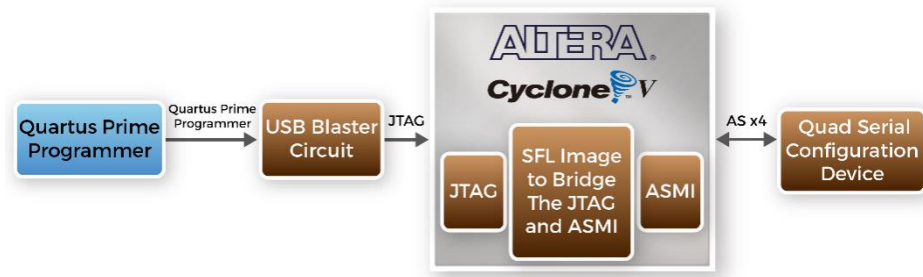 ALTERA®
Cyclone™ V
Quartus Prime
Programmer
Quartus Prime
Programmer
USB Blaster
Circuit
JTAG
JTAG
SFL Image
to Bridge
The JTAG
and ASMI
ASMI
AS x4
Quad Serial
Configuration
Device